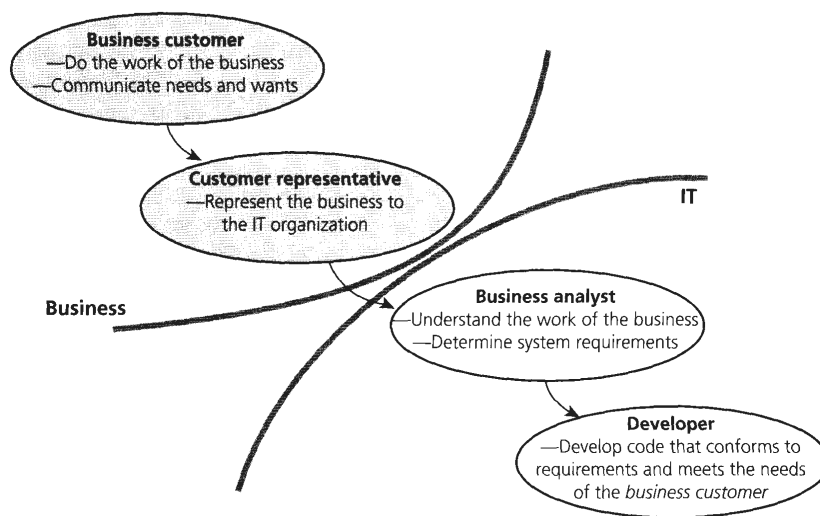 Business customer
—Do the work of the business
—Communicate needs and wants
Customer representative
—Represent the business to
the IT organization
IT
Business
Business analyst
—Understand the work of the business
—Determine system requirements
Developer
—Develop code that conforms to
requirements and meets the needs
of the business customer